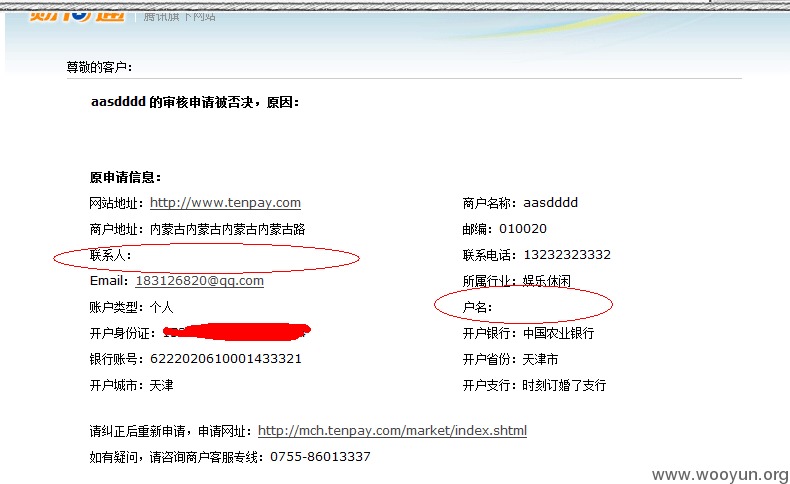 财付通 腾讯旗下网站
尊敬的客户：
aasdddd 的审核申请被否决，原因：
原申请信息：
网站地址：http://www.tenpay.com 商户名称：aasdddd
商户地址：内蒙古内蒙古内蒙古内蒙古路 邮编：010020
联系人： 联系电话：13232323332
Email：183126820@qq.com 所属行业：娱乐休闲
账户类型：个人 户名：
开户身份证： 开户银行：中国农业银行
银行账号：6222020610001433321 开户省份：天津市
开户城市：天津 开户支行：时刻订婚了支行
请纠正后重新申请，申请网址：http://mch.tenpay.com/market/index.shtml
如有疑问，请咨询商户客服专线：0755-86013337
www.wooyun.org